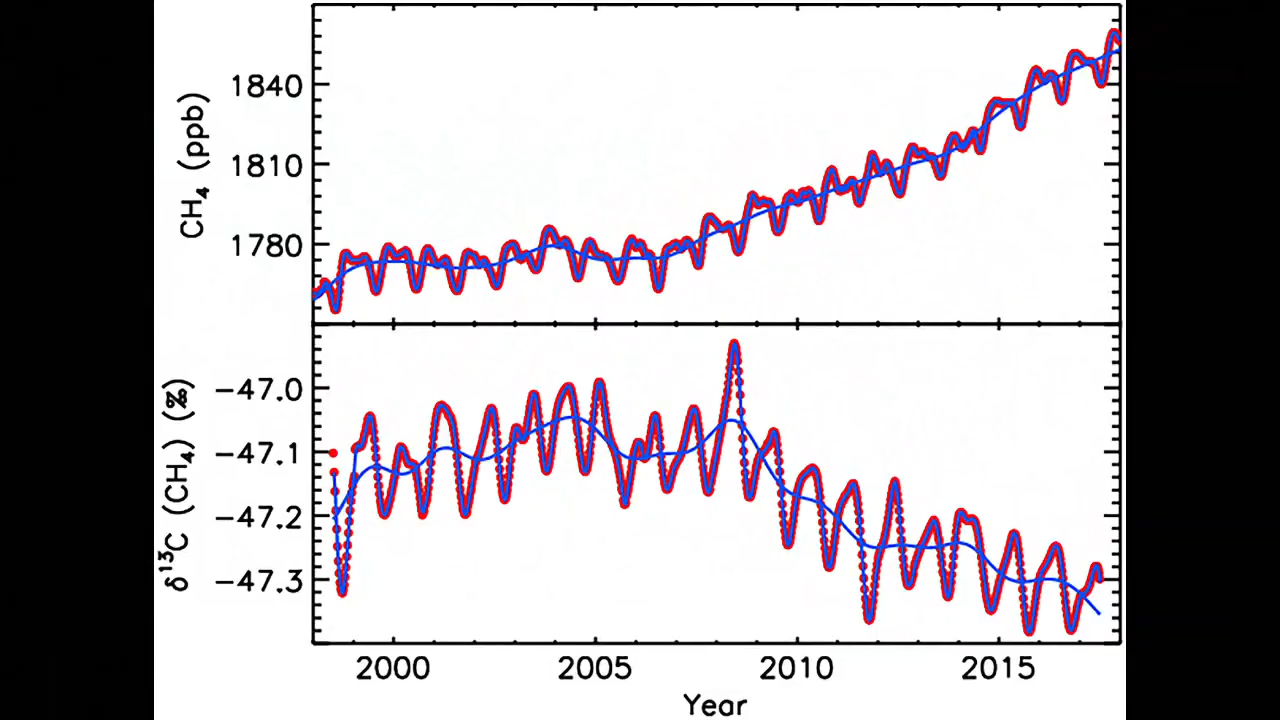 CH₄ (ppb)
1840
1810
1780
δ¹³C (CH₄) (‰)
−47.0
−47.1
−47.2
−47.3
2000 2005 2010 2015
Year